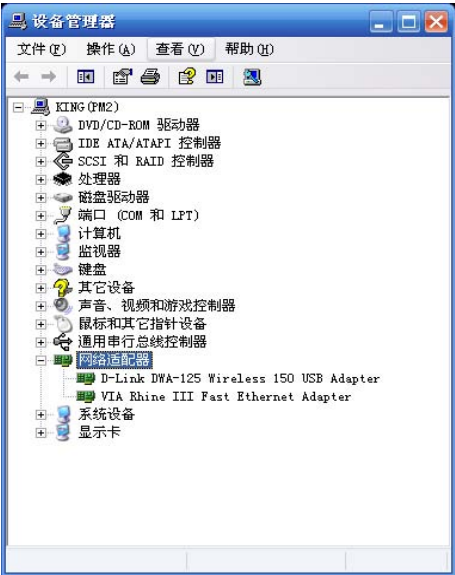 设备管理器
文件(F) 操作(A) 查看(V) 帮助(H)
KING (PM2)
DVD/CD-ROM 驱动器
IDE ATA/ATAPI 控制器
SCSI 和 RAID 控制器
处理器
磁盘驱动器
端口 (COM 和 LPT)
计算机
监视器
键盘
其它设备
声音、视频和游戏控制器
鼠标和其它指针设备
通用串行总线控制器
网络适配器
D-Link DWA-125 Wireless 150 USB Adapter
VIA Rhine III Fast Ethernet Adapter
系统设备
显示卡